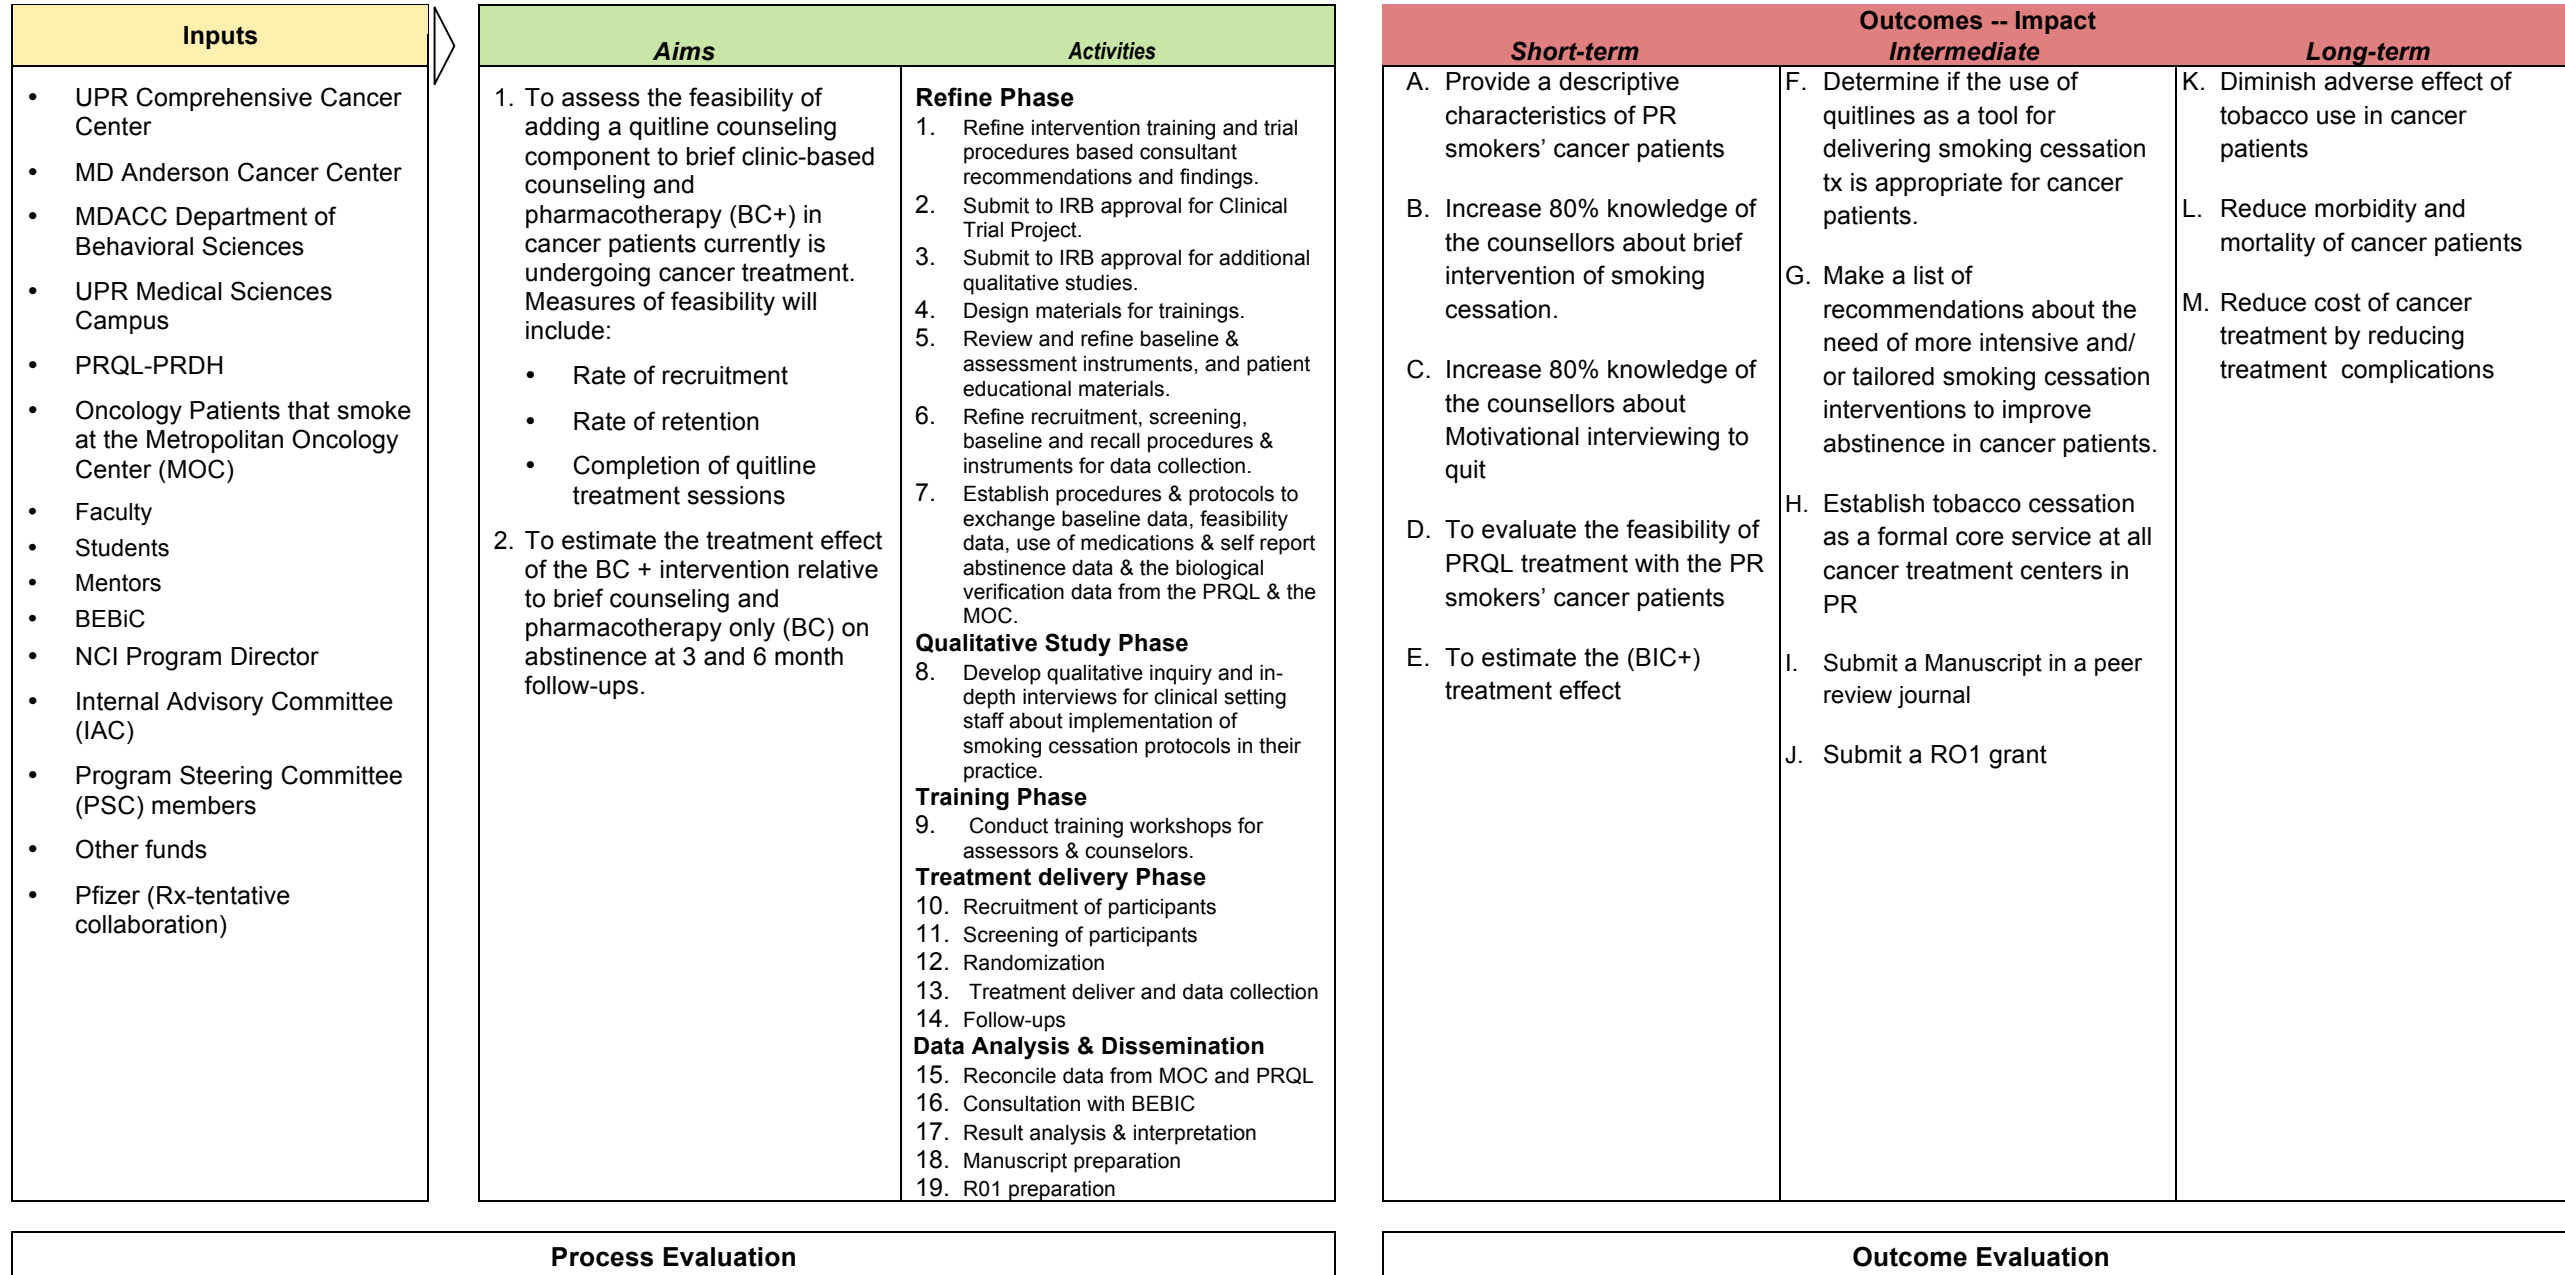 Inputs
• UPR Comprehensive Cancer
Center
• MD Anderson Cancer Center
• MDACC Department of
Behavioral Sciences
• UPR Medical Sciences
Campus
• PRQL-PRDH
• Oncology Patients that smoke
at the Metropolitan Oncology
Center (MOC)
• Faculty
• Students
• Mentors
• BEBiC
• NCI Program Director
• Internal Advisory Committee
(IAC)
• Program Steering Committee
(PSC) members
• Other funds
• Pfizer (Rx-tentative
collaboration)
Aims
1. To assess the feasibility of
adding a quitline counseling
component to brief clinic-based
counseling and
pharmacotherapy (BC+) in
cancer patients currently is
undergoing cancer treatment.
Measures of feasibility will
include:
• Rate of recruitment
• Rate of retention
• Completion of quitline
treatment sessions
2. To estimate the treatment effect
of the BC + intervention relative
to brief counseling and
pharmacotherapy only (BC) on
abstinence at 3 and 6 month
follow-ups.
Activities
Refine Phase
1. Refine intervention training and trial
procedures based consultant
recommendations and findings.
2. Submit to IRB approval for Clinical
Trial Project.
3. Submit to IRB approval for additional
qualitative studies.
4. Design materials for trainings.
5. Review and refine baseline &
assessment instruments, and patient
educational materials.
6. Refine recruitment, screening,
baseline and recall procedures &
instruments for data collection.
7. Establish procedures & protocols to
exchange baseline data, feasibility
data, use of medications & self report
abstinence data & the biological
verification data from the PRQL & the
MOC.
Qualitative Study Phase
8. Develop qualitative inquiry and in-
depth interviews for clinical setting
staff about implementation of
smoking cessation protocols in their
practice.
Training Phase
9. Conduct training workshops for
assessors & counselors.
Treatment delivery Phase
10. Recruitment of participants
11. Screening of participants
12. Randomization
13. Treatment deliver and data collection
14. Follow-ups
Data Analysis & Dissemination
15. Reconcile data from MOC and PRQL
16. Consultation with BEBIC
17. Result analysis & interpretation
18. Manuscript preparation
19. R01 preparation
Outcomes -- Impact
Short-term
A. Provide a descriptive
characteristics of PR
smokers’ cancer patients
B. Increase 80% knowledge of
the counsellors about brief
intervention of smoking
cessation.
C. Increase 80% knowledge of
the counsellors about
Motivational interviewing to
quit
D. To evaluate the feasibility of
PRQL treatment with the PR
smokers’ cancer patients
E. To estimate the (BIC+)
treatment effect
Intermediate
F. Determine if the use of
quitlines as a tool for
delivering smoking cessation
tx is appropriate for cancer
patients.
G. Make a list of
recommendations about the
need of more intensive and/
or tailored smoking cessation
interventions to improve
abstinence in cancer patients.
H. Establish tobacco cessation
as a formal core service at all
cancer treatment centers in
PR
I. Submit a Manuscript in a peer
review journal
J. Submit a RO1 grant
Long-term
K. Diminish adverse effect of
tobacco use in cancer
patients
L. Reduce morbidity and
mortality of cancer patients
M. Reduce cost of cancer
treatment by reducing
treatment complications
Process Evaluation
Outcome Evaluation